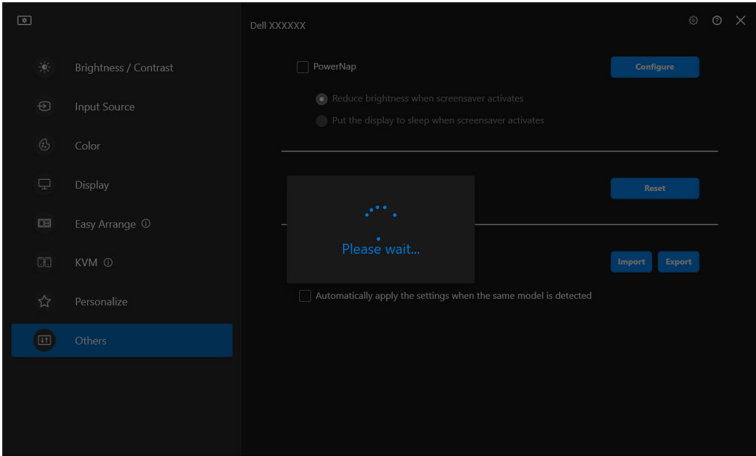 Dell XXXXXX
Brightness / Contrast
Input Source
Color
Display
Easy Arrange
KVM
Personalize
Others
PowerNap
Configure
Reduce brightness when screensaver activates
Put the display to sleep when screensaver activates
Reset
Please wait...
Import
Export
Automatically apply the settings when the same model is detected